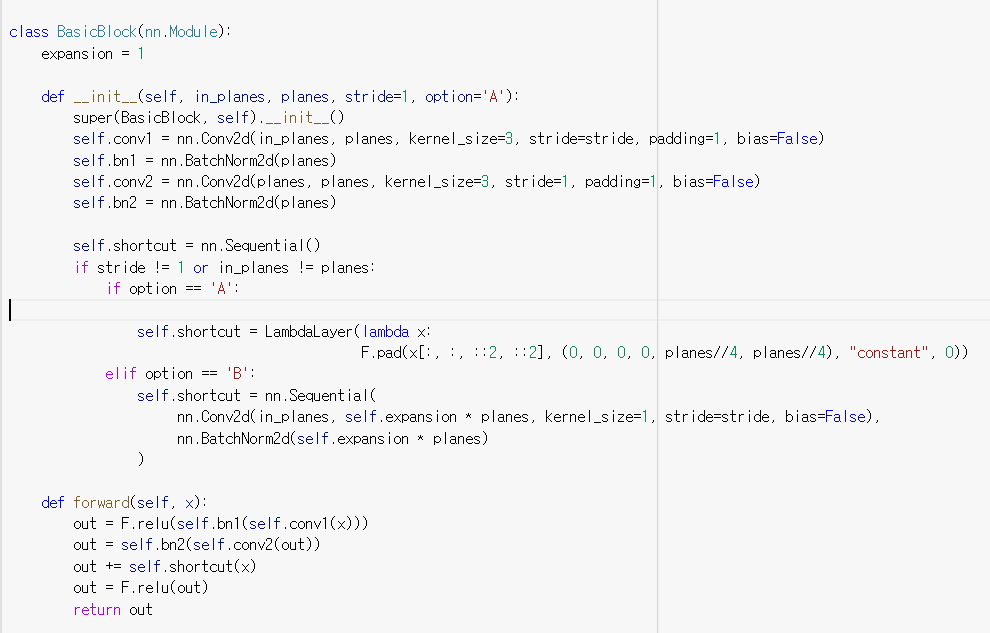 class BasicBlock(nn.Module):
    expansion = 1

    def __init__(self, in_planes, planes, stride=1, option='A'):
        super(BasicBlock, self).__init__()
        self.conv1 = nn.Conv2d(in_planes, planes, kernel_size=3, stride=stride, padding=1, bias=False)
        self.bn1 = nn.BatchNorm2d(planes)
        self.conv2 = nn.Conv2d(planes, planes, kernel_size=3, stride=1, padding=1, bias=False)
        self.bn2 = nn.BatchNorm2d(planes)

        self.shortcut = nn.Sequential()
        if stride != 1 or in_planes != planes:
            if option == 'A':

                self.shortcut = LambdaLayer(lambda x:
                                            F.pad(x[:, :, ::2, ::2], (0, 0, 0, 0, planes//4, planes//4), "constant", 0))
            elif option == 'B':
                self.shortcut = nn.Sequential(
                     nn.Conv2d(in_planes, self.expansion * planes, kernel_size=1, stride=stride, bias=False),
                     nn.BatchNorm2d(self.expansion * planes)
                )

    def forward(self, x):
        out = F.relu(self.bn1(self.conv1(x)))
        out = self.bn2(self.conv2(out))
        out += self.shortcut(x)
        out = F.relu(out)
        return out